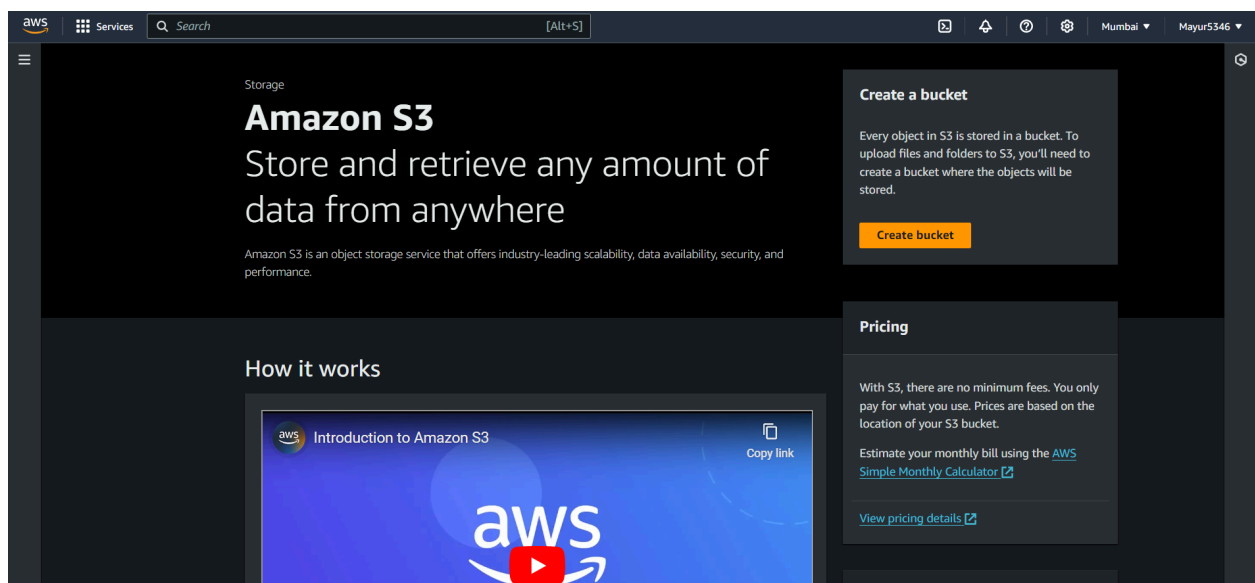 aws
Services
Search
[Alt+S]
Mumbai ▼
Mayur5346 ▼
Storage
Amazon S3
Store and retrieve any amount of
data from anywhere
Amazon S3 is an object storage service that offers industry-leading scalability, data availability, security, and
performance.
Create a bucket
Every object in S3 is stored in a bucket. To
upload files and folders to S3, you'll need to
create a bucket where the objects will be
stored.
Create bucket
Pricing
With S3, there are no minimum fees. You only
pay for what you use. Prices are based on the
location of your S3 bucket.
Estimate your monthly bill using the AWS
Simple Monthly Calculator
View pricing details
How it works
aws
Introduction to Amazon S3
Copy link
aws